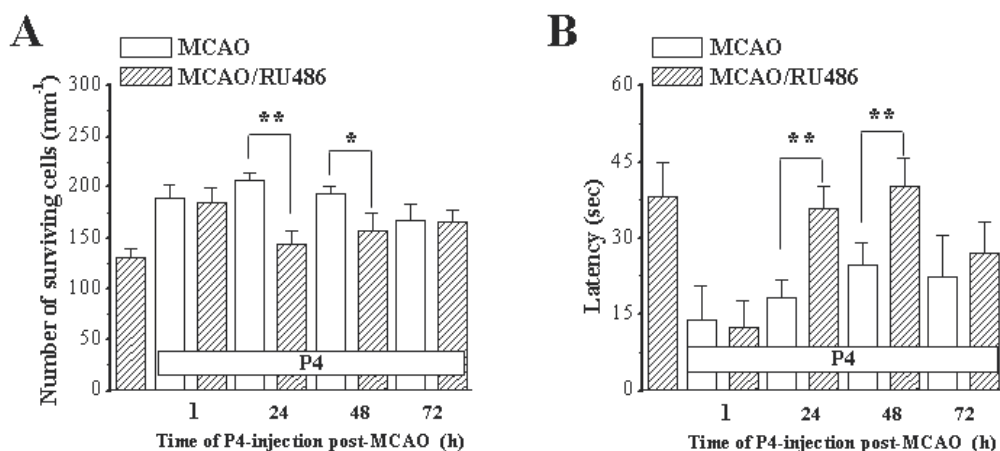 A
MCAO
MCAO/RU486
Number of surviving cells (mm-1)
300
250
200
150
100
50
0
**
*
P4
1 24 48 72
Time of P4-injection post-MCAO (h)
B
MCAO
MCAO/RU486
Latency (sec)
60
45
30
15
0
**
**
P4
1 24 48 72
Time of P4-injection post-MCAO (h)